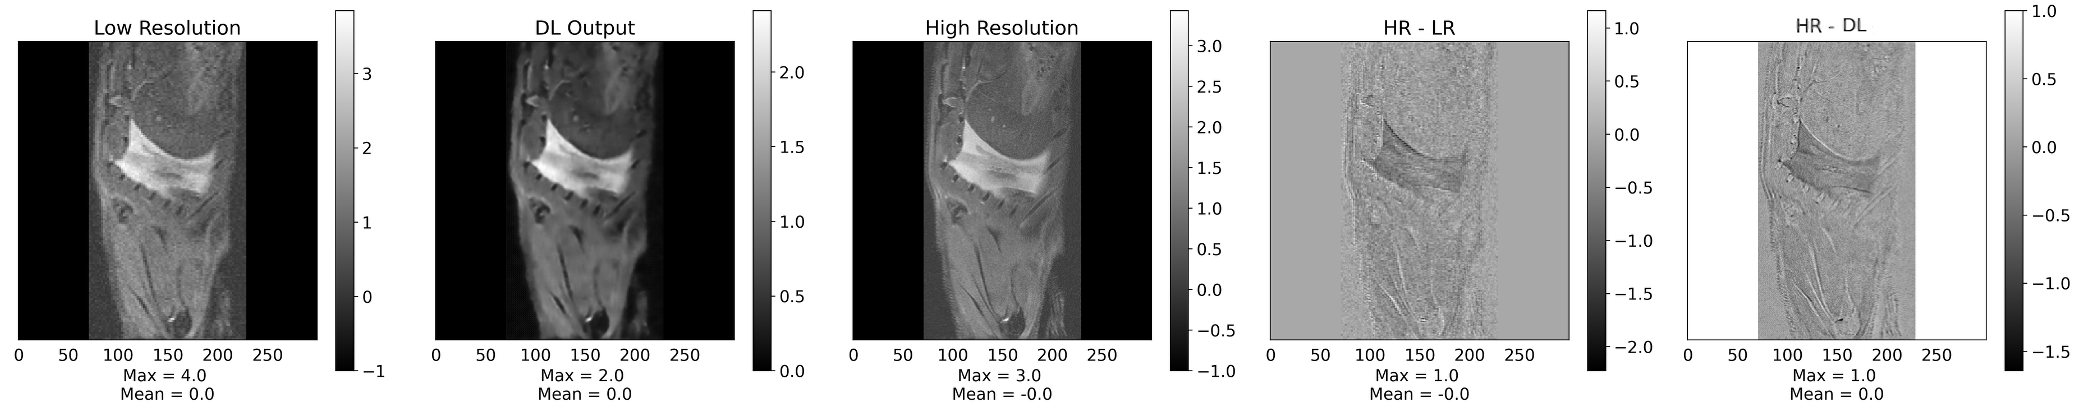 Low Resolution
3
2
1
0
−1
0 50 100 150 200 250
Max = 4.0
Mean = 0.0
DL Output
2.0
1.5
1.0
0.5
0.0
0 50 100 150 200 250
Max = 2.0
Mean = 0.0
High Resolution
3.0
2.5
2.0
1.5
1.0
0.5
0.0
−0.5
−1.0
0 50 100 150 200 250
Max = 3.0
Mean = -0.0
HR - LR
1.0
0.5
0.0
−0.5
−1.0
−1.5
−2.0
0 50 100 150 200 250
Max = 1.0
Mean = -0.0
HR - DL
1.0
0.5
0.0
−0.5
−1.0
−1.5
0 50 100 150 200 250
Max = 1.0
Mean = 0.0